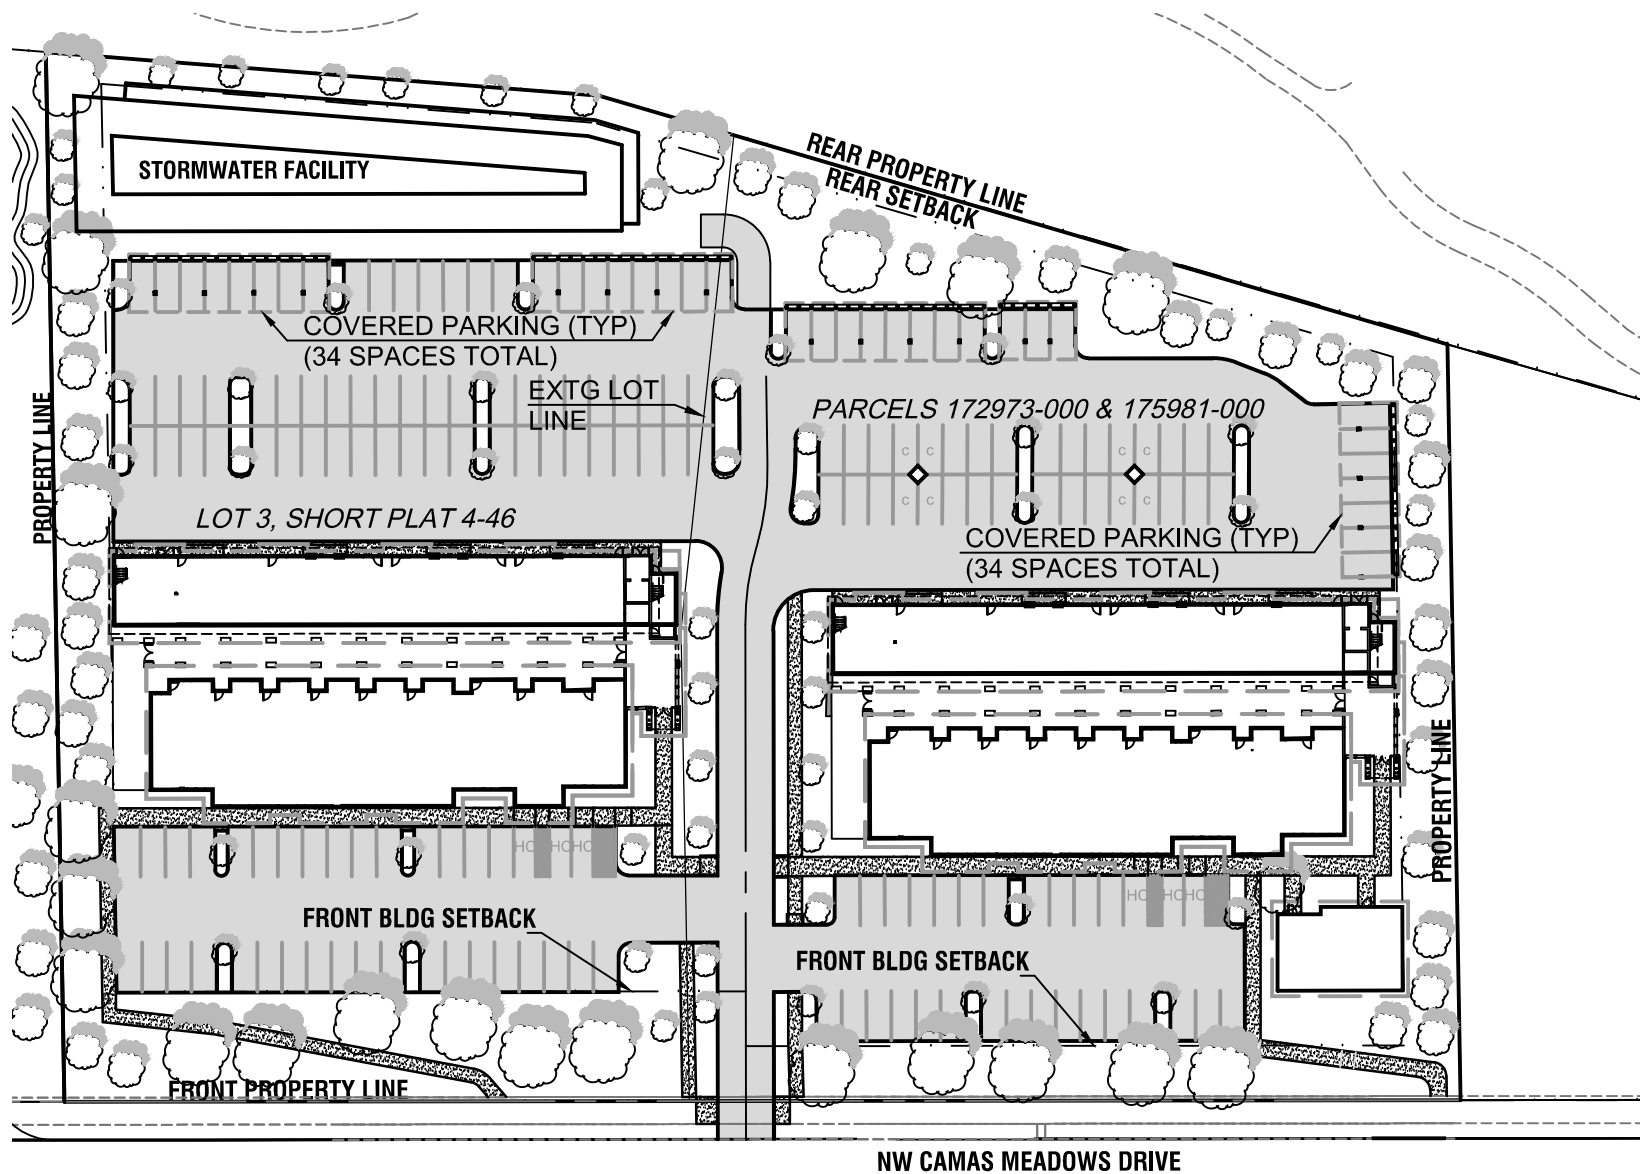 REAR PROPERTY LINE
REAR SETBACK
STORMWATER FACILITY
COVERED PARKING (TYP)
(34 SPACES TOTAL)
EXTG LOT
LINE
PARCELS 172973-000 & 175981-000
C C C C
C C C C
PROPERTY LINE
LOT 3, SHORT PLAT 4-46
COVERED PARKING (TYP)
(34 SPACES TOTAL)
PROPERTY LINE
HC HC HC
HC HC HC
FRONT BLDG SETBACK
FRONT BLDG SETBACK
FRONT PROPERTY LINE
NW CAMAS MEADOWS DRIVE